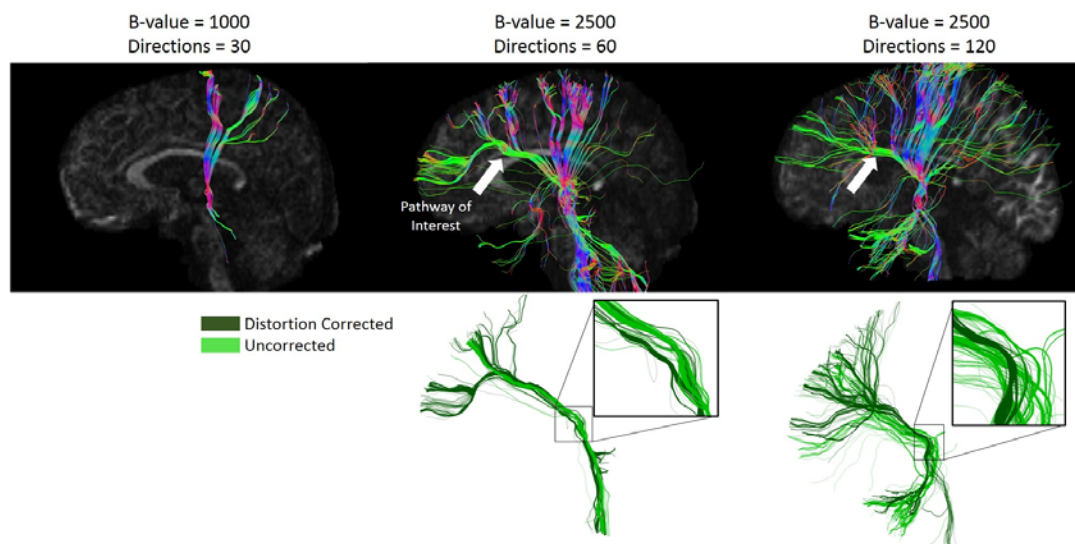 B-value = 1000
Directions = 30
B-value = 2500
Directions = 60
B-value = 2500
Directions = 120
Pathway of
Interest
Distortion Corrected
Uncorrected